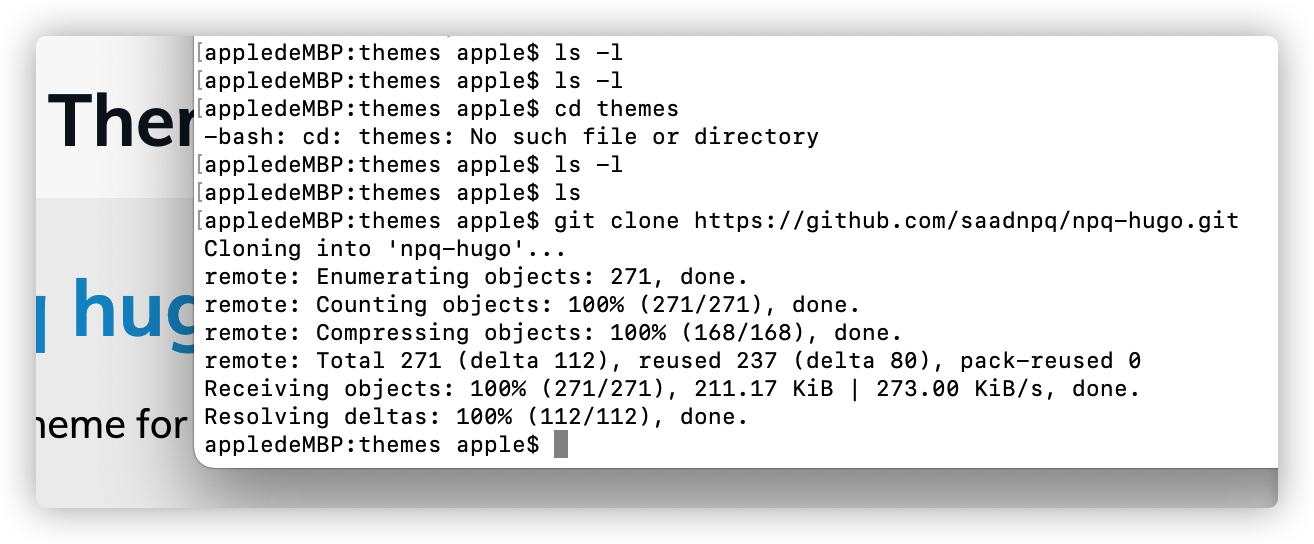 [appledeMBP:themes apple$ ls -l
[appledeMBP:themes apple$ ls -l
[appledeMBP:themes apple$ cd themes
-bash: cd: themes: No such file or directory
[appledeMBP:themes apple$ ls -l
[appledeMBP:themes apple$ ls
[appledeMBP:themes apple$ git clone https://github.com/saadnpq/npq-hugo.git
Cloning into 'npq-hugo'...
remote: Enumerating objects: 271, done.
remote: Counting objects: 100% (271/271), done.
remote: Compressing objects: 100% (168/168), done.
remote: Total 271 (delta 112), reused 237 (delta 80), pack-reused 0
Receiving objects: 100% (271/271), 211.17 KiB | 273.00 KiB/s, done.
Resolving deltas: 100% (112/112), done.
appledeMBP:themes apple$
Ther
q hug
heme for